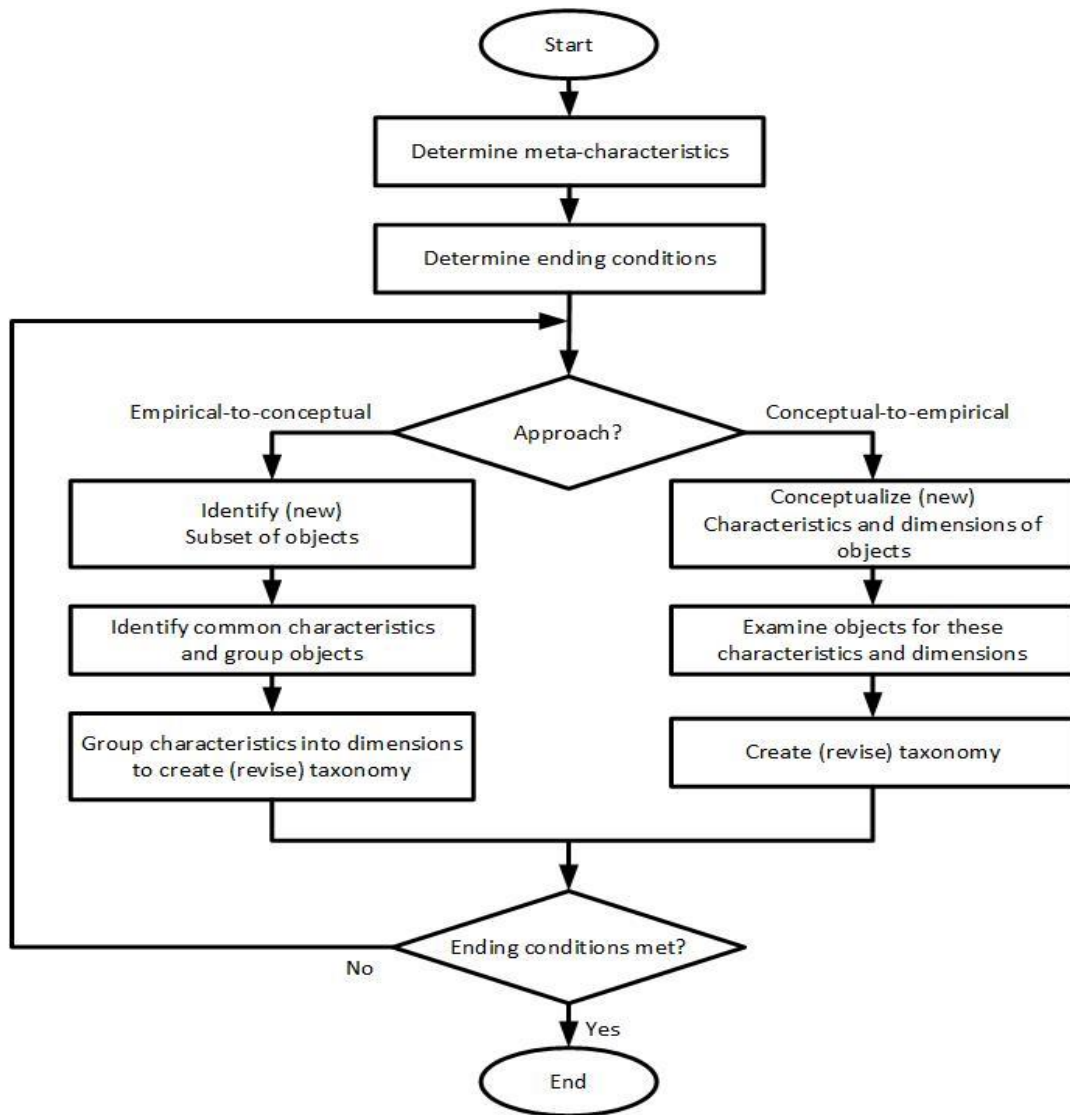 Start
Determine meta-characteristics
Determine ending conditions
Empirical-to-conceptual
Conceptual-to-empirical
Approach?
Identify (new)
Subset of objects
Conceptualize (new)
Characteristics and dimensions of
objects
Identify common characteristics
and group objects
Examine objects for these
characteristics and dimensions
Group characteristics into dimensions
to create (revise) taxonomy
Create (revise) taxonomy
Ending conditions met?
No
Yes
End